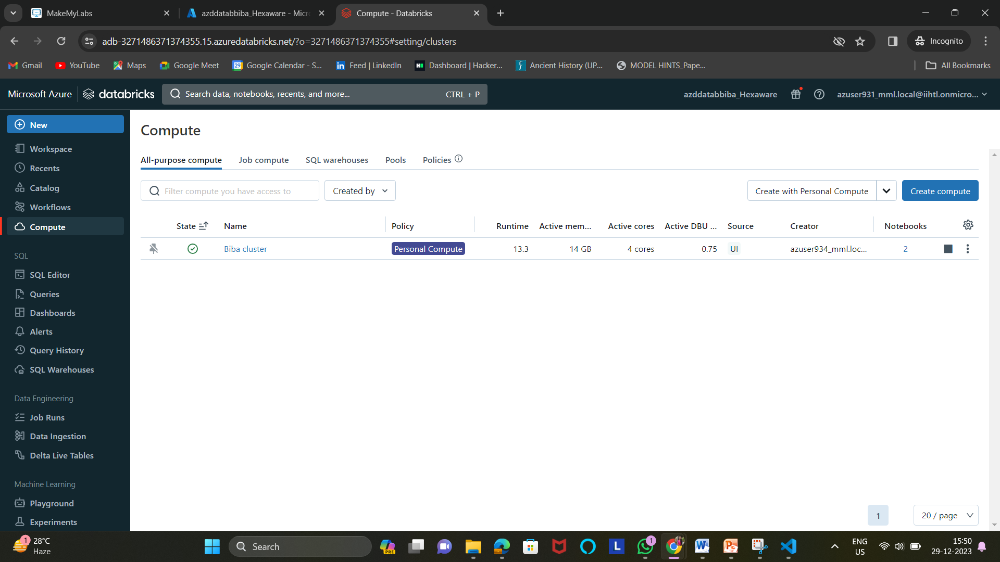 MakeMyLabs
azddatabbiba_Hexaware - Micr
Compute - Databricks
adb-3271486371374355.15.azuredatabricks.net/?o=3271486371374355#setting/clusters
Incognito
Gmail
YouTube
Maps
Google Meet
29
Google Calendar - S...
Feed | LinkedIn
Dashboard | Hacker...
Ancient History (UP...
MODEL HINTS_Pape...
All Bookmarks
Microsoft Azure
databricks
Search data, notebooks, recents, and more...
CTRL + P
azddatabbiba_Hexaware
azuser931_mml.local@iihtl.onmicro...
New
Workspace
Recents
Catalog
Workflows
Compute
SQL
SQL Editor
Queries
Dashboards
Alerts
Query History
SQL Warehouses
Data Engineering
Job Runs
Data Ingestion
Delta Live Tables
Machine Learning
Playground
Experiments
Compute
All-purpose compute
Job compute
SQL warehouses
Pools
Policies
Filter compute you have access to
Created by
Create with Personal Compute
Create compute
State
Name
Policy
Runtime
Active mem...
Active cores
Active DBU ...
Source
Creator
Notebooks
Biba cluster
Personal Compute
13.3
14 GB
4 cores
0.75
UI
azuser934_mml.loc...
2
1
20 / page
1
28°C
Haze
Search
PRE
L
1
ENG
US
15:50
29-12-2023